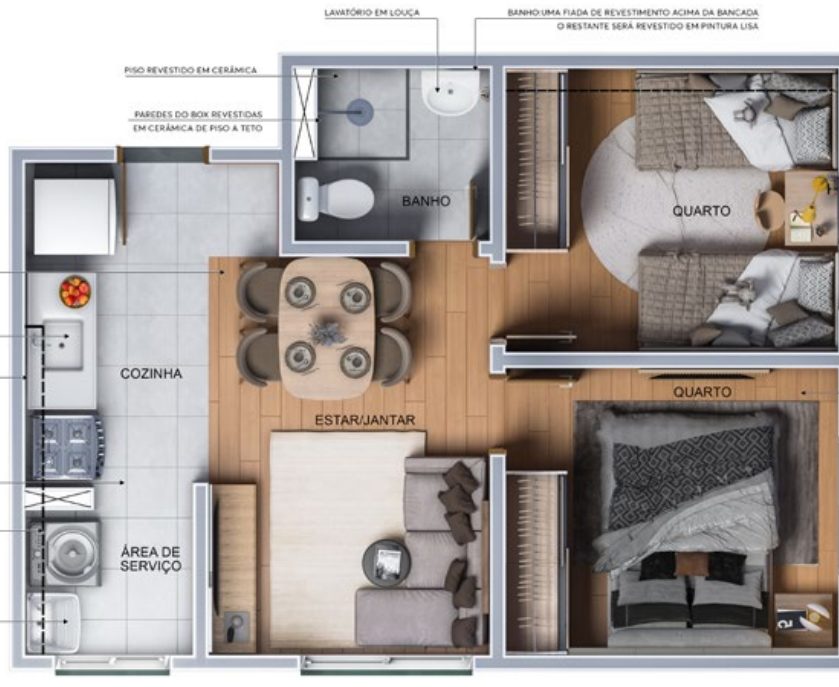 LAVATÓRIO EM LOUÇA
BANHO:UMA FIADA DE REVESTIMENTO ACIMA DA BANCADA
O RESTANTE SERÁ REVESTIDO EM PINTURA LISA
PISO REVESTIDO EM CERÂMICA
PAREDES DO BOX REVESTIDAS
EM CERÂMICA DE PISO A TETO
BANHO
QUARTO
COZINHA
QUARTO
ESTAR/JANTAR
ÁREA DE
SERVIÇO